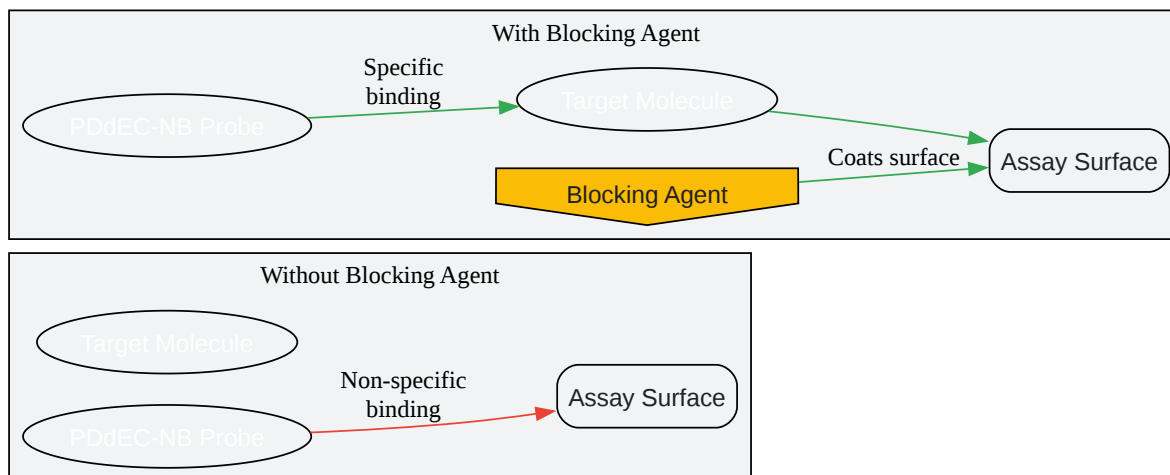 With Blocking Agent
Specific
binding
PDdEC-NB Probe
Target Molecule
Coats surface
Assay Surface
Blocking Agent
Without Blocking Agent
Target Molecule
Non-specific
binding
PDdEC-NB Probe
Assay Surface